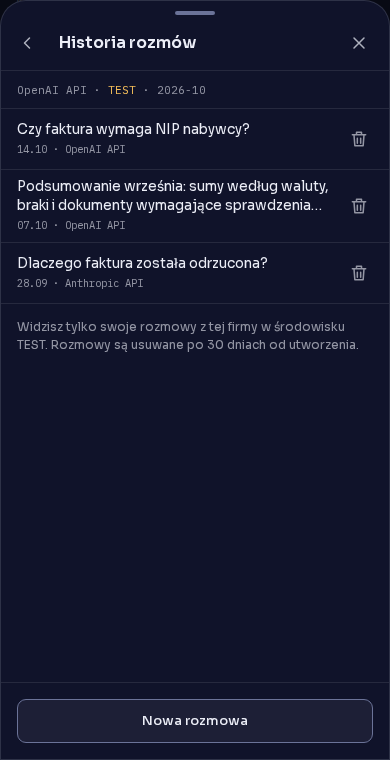 Historia rozmów
OpenAI API · TEST · 2026-10
Czy faktura wymaga NIP nabywcy?
14.10 · OpenAI API
Podsumowanie września: sumy według waluty,
braki i dokumenty wymagające sprawdzenia…
07.10 · OpenAI API
Dlaczego faktura została odrzucona?
28.09 · Anthropic API
Widzisz tylko swoje rozmowy z tej firmy w środowisku
TEST. Rozmowy są usuwane po 30 dniach od utworzenia.
Nowa rozmowa